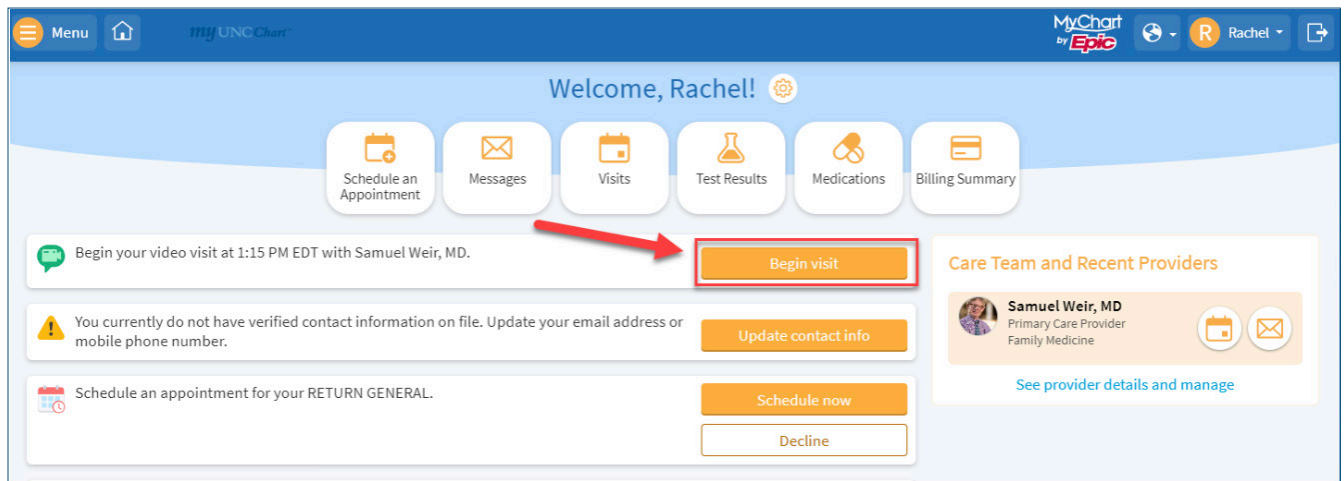 Menu
my UNC Chart
MyChart
by Epic
R
Rachel
Welcome, Rachel!
Schedule an
Appointment
Messages
Visits
Test Results
Medications
Billing Summary
Begin your video visit at 1:15 PM EDT with Samuel Weir, MD.
Begin visit
You currently do not have verified contact information on file. Update your email address or
mobile phone number.
Update contact info
Schedule an appointment for your RETURN GENERAL.
Schedule now
Decline
Care Team and Recent Providers
Samuel Weir, MD
Primary Care Provider
Family Medicine
See provider details and manage